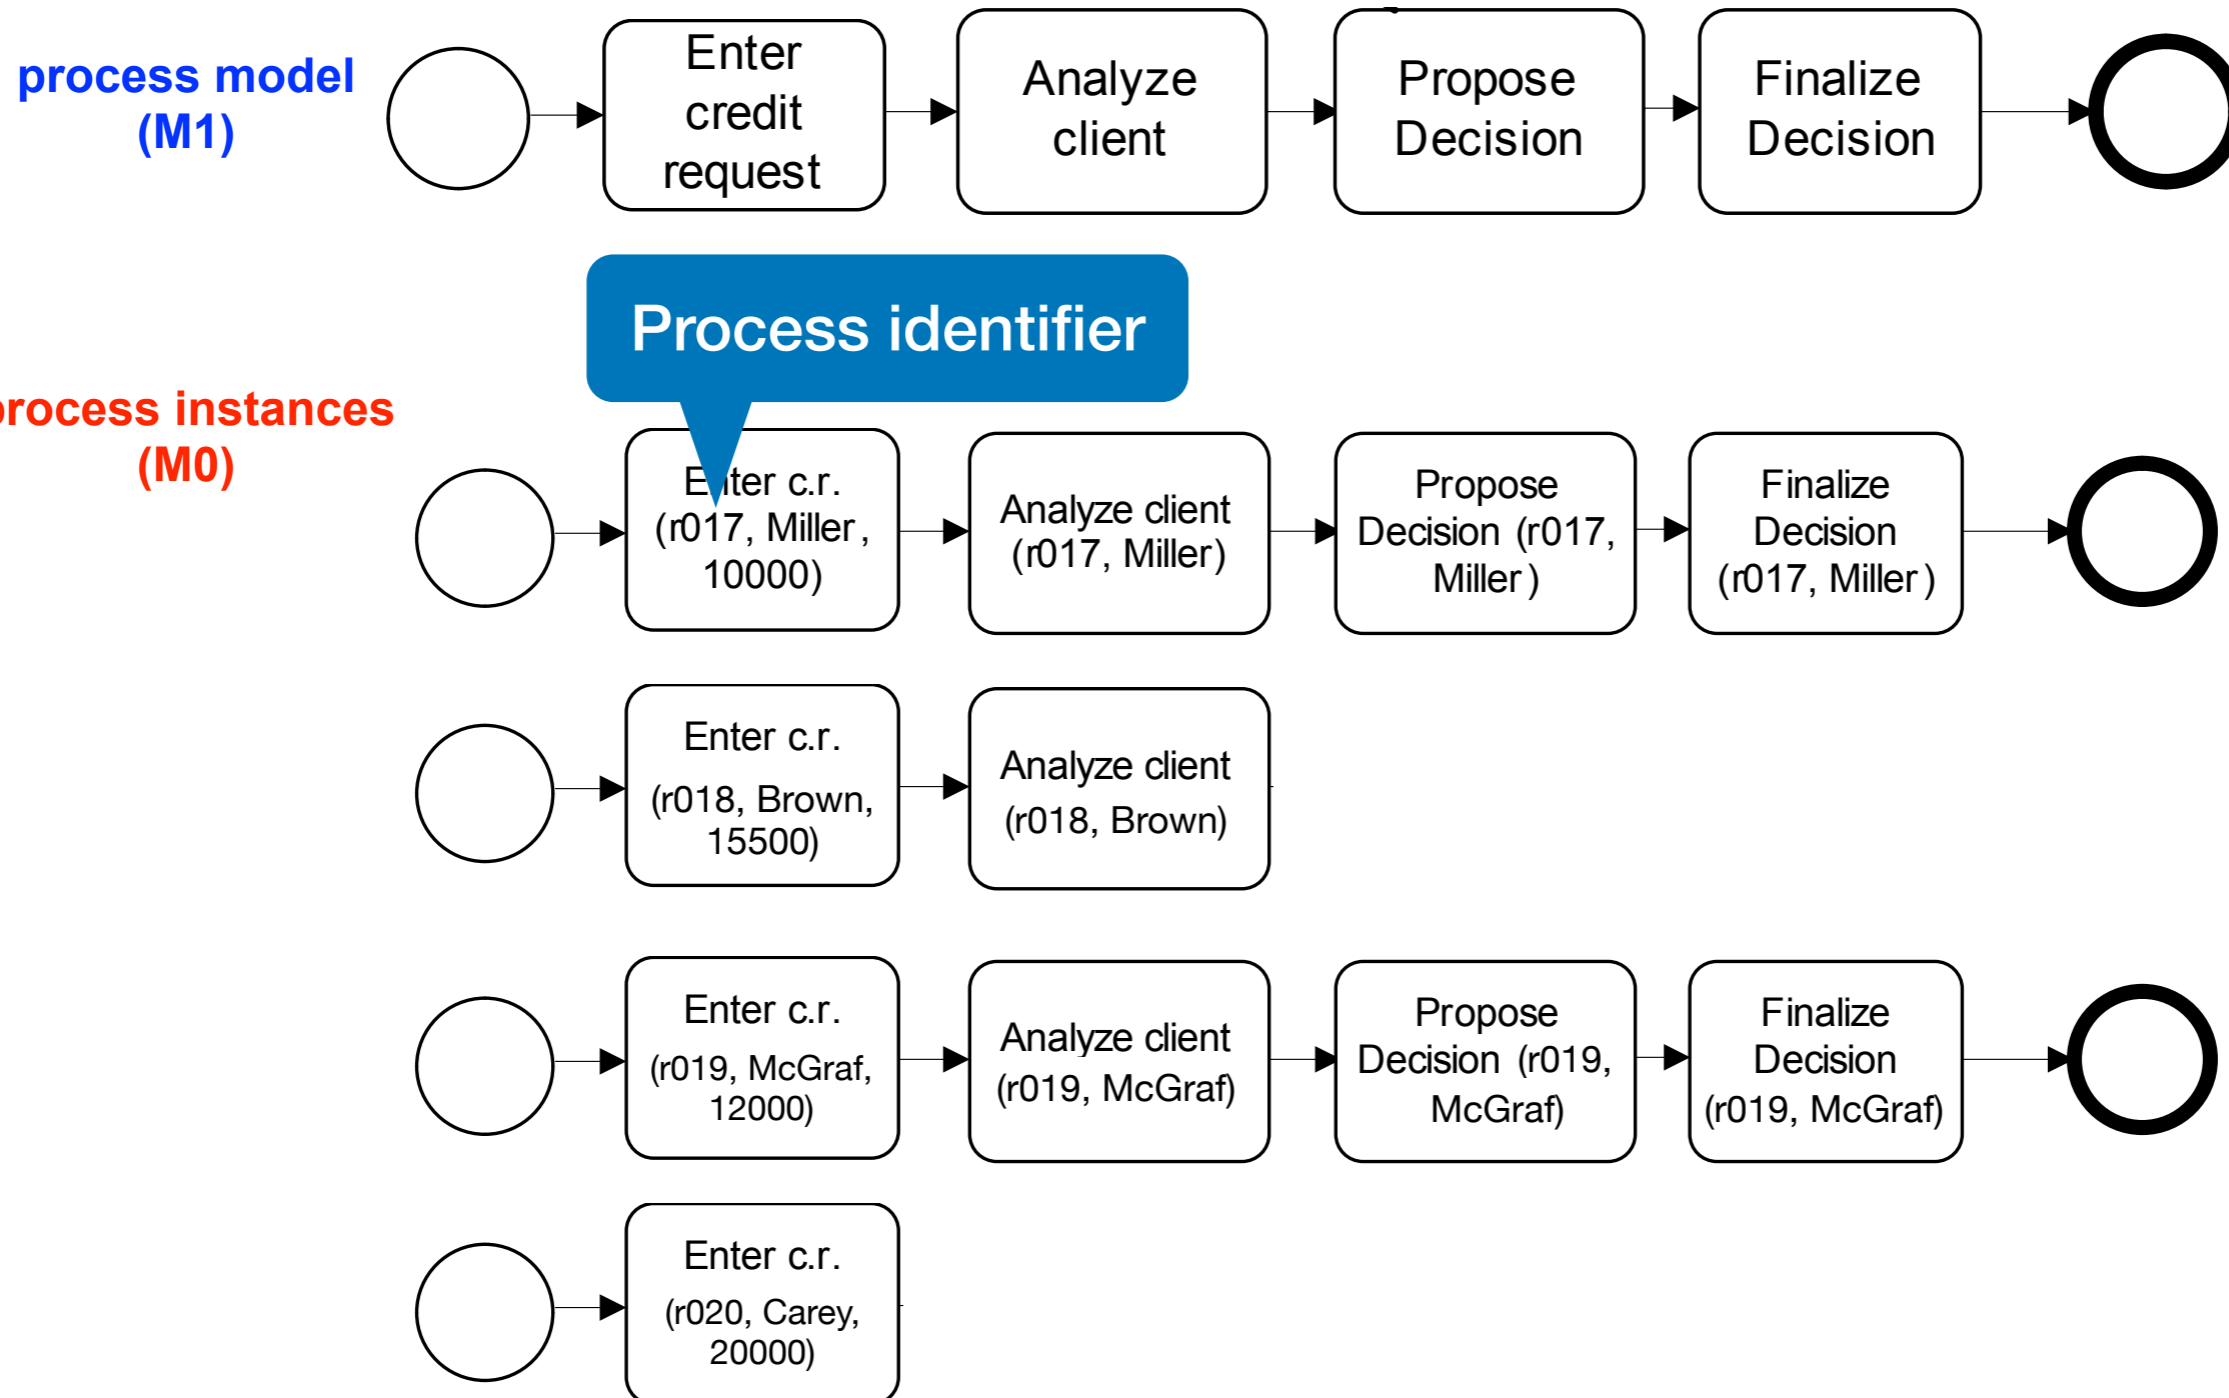 process model
(M1)
Enter
credit
request
Analyze
client
Propose
Decision
Finalize
Decision
Process identifier
process instances
(M0)
Enter c.r.
(r017, Miller,
10000)
Analyze client
(r017, Miller)
Propose
Decision (r017,
Miller)
Finalize
Decision
(r017, Miller)
Enter c.r.
(r018, Brown,
15500)
Analyze client
(r018, Brown)
Enter c.r.
(r019, McGraf,
12000)
Analyze client
(r019, McGraf)
Propose
Decision (r019,
McGraf)
Finalize
Decision
(r019, McGraf)
Enter c.r.
(r020, Carey,
20000)